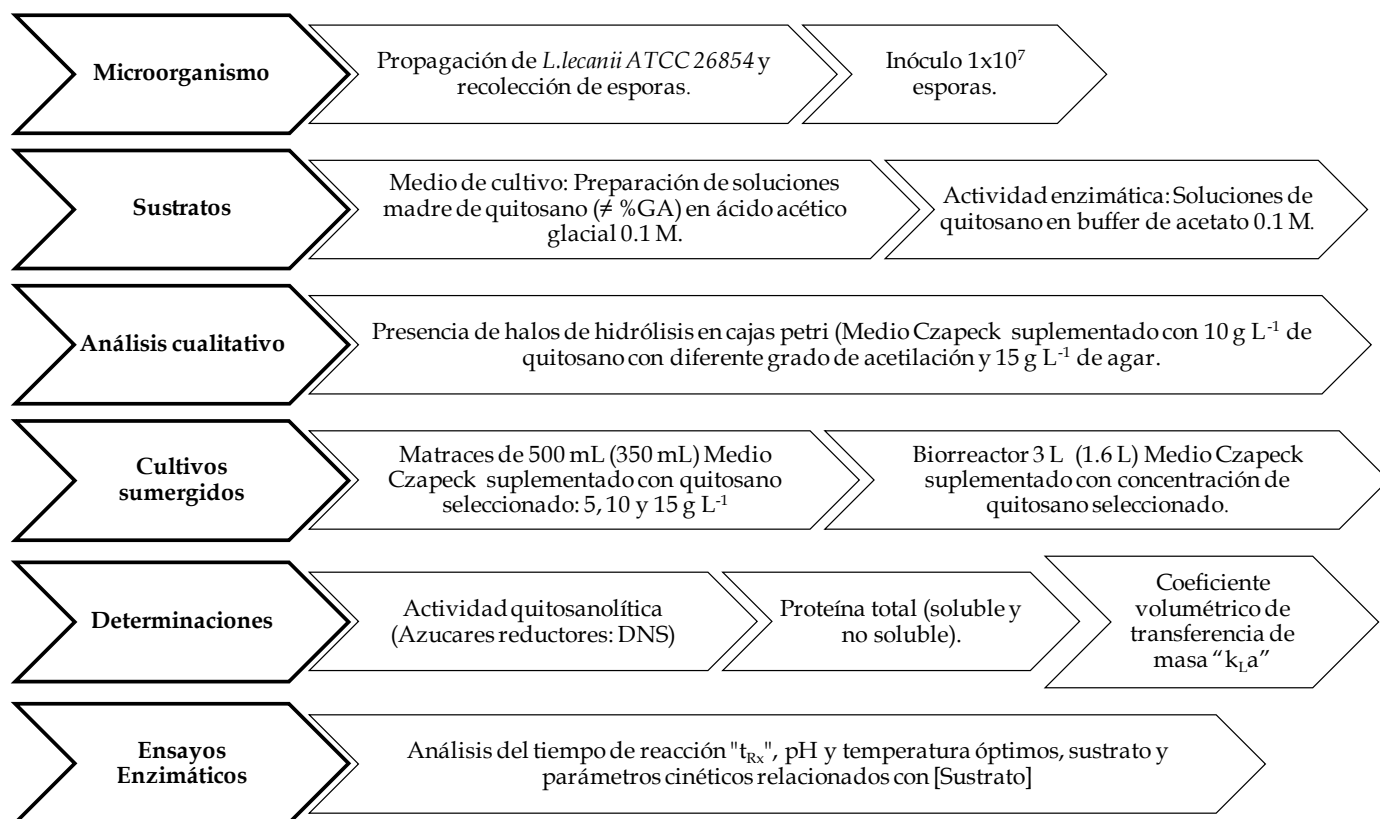 Microorganismo
Propagación de L.lecanii ATCC 26854 y
recolección de esporas.
Inóculo 1x10⁷
esporas.
Sustratos
Medio de cultivo: Preparación de soluciones
madre de quitosano (≠ %GA) en ácido acético
glacial 0.1 M.
Actividad enzimática: Soluciones de
quitosano en buffer de acetato 0.1 M.
Análisis cualitativo
Presencia de halos de hidrólisis en cajas petri (Medio Czapeck suplementado con 10 g L⁻¹ de
quitosano con diferente grado de acetilación y 15 g L⁻¹ de agar.
Cultivos
sumergidos
Matraces de 500 mL (350 mL) Medio
Czapeck suplementado con quitosano
seleccionado: 5, 10 y 15 g L⁻¹
Biorreactor 3 L (1.6 L) Medio Czapeck
suplementado con concentración de
quitosano seleccionado.
Determinaciones
Actividad quitosanolítica
(Azucares reductores: DNS)
Proteína total (soluble y
no soluble).
Coeficiente
volumétrico de
transferencia de
masa “kLa”
Ensayos
Enzimáticos
Análisis del tiempo de reacción "tRx", pH y temperatura óptimos, sustrato y
parámetros cinéticos relacionados con [Sustrato]